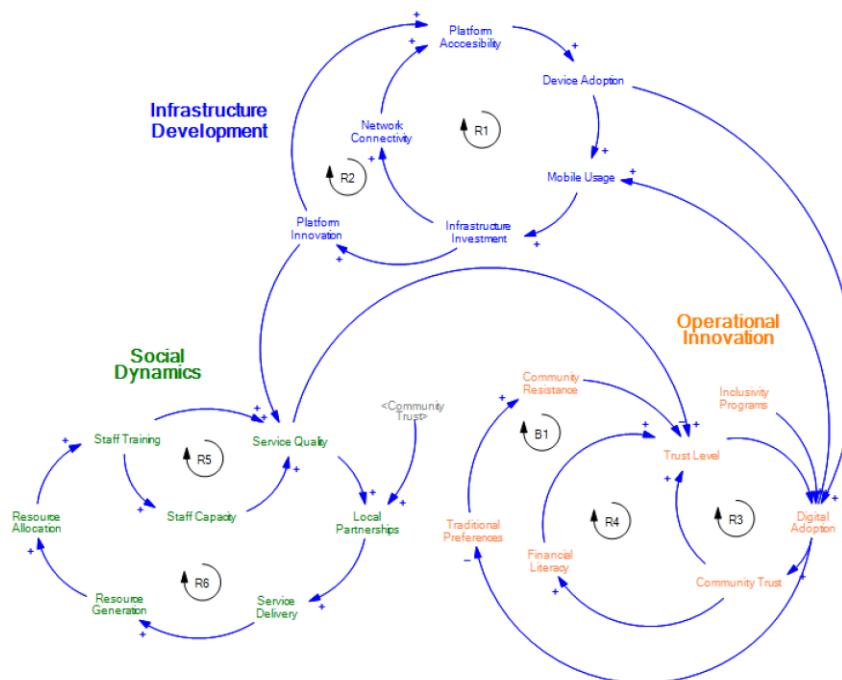 Platform
Acccesibility
Device Adoption
Infrastructure
Development
Network
Connectivity
R1
R2
Mobile Usage
Platform
Innovation
Infrastructure
Investment
Operational
Innovation
Social
Dynamics
Community
Resistance
Inclusivity
Programs
<Community
Trust>
Staff Training
Service Quality
B1
Trust Level
R5
Resource
Allocation
Staff Capacity
Local
Partnerships
Traditional
Preferences
R4
R3
Digital
Adoption
Financial
Literacy
Community Trust
R6
Resource
Generation
Service
Delivery